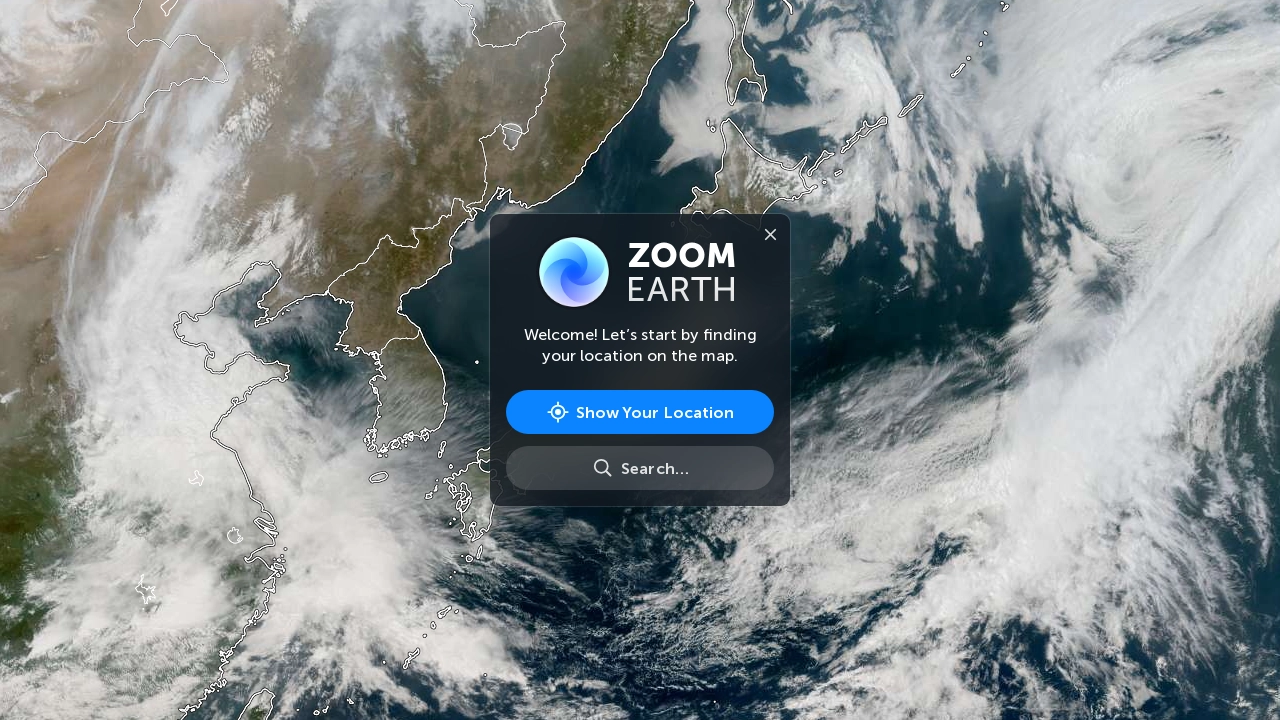 ZOOM
EARTH
Welcome! Let’s start by finding
your location on the map.
Show Your Location
Search...